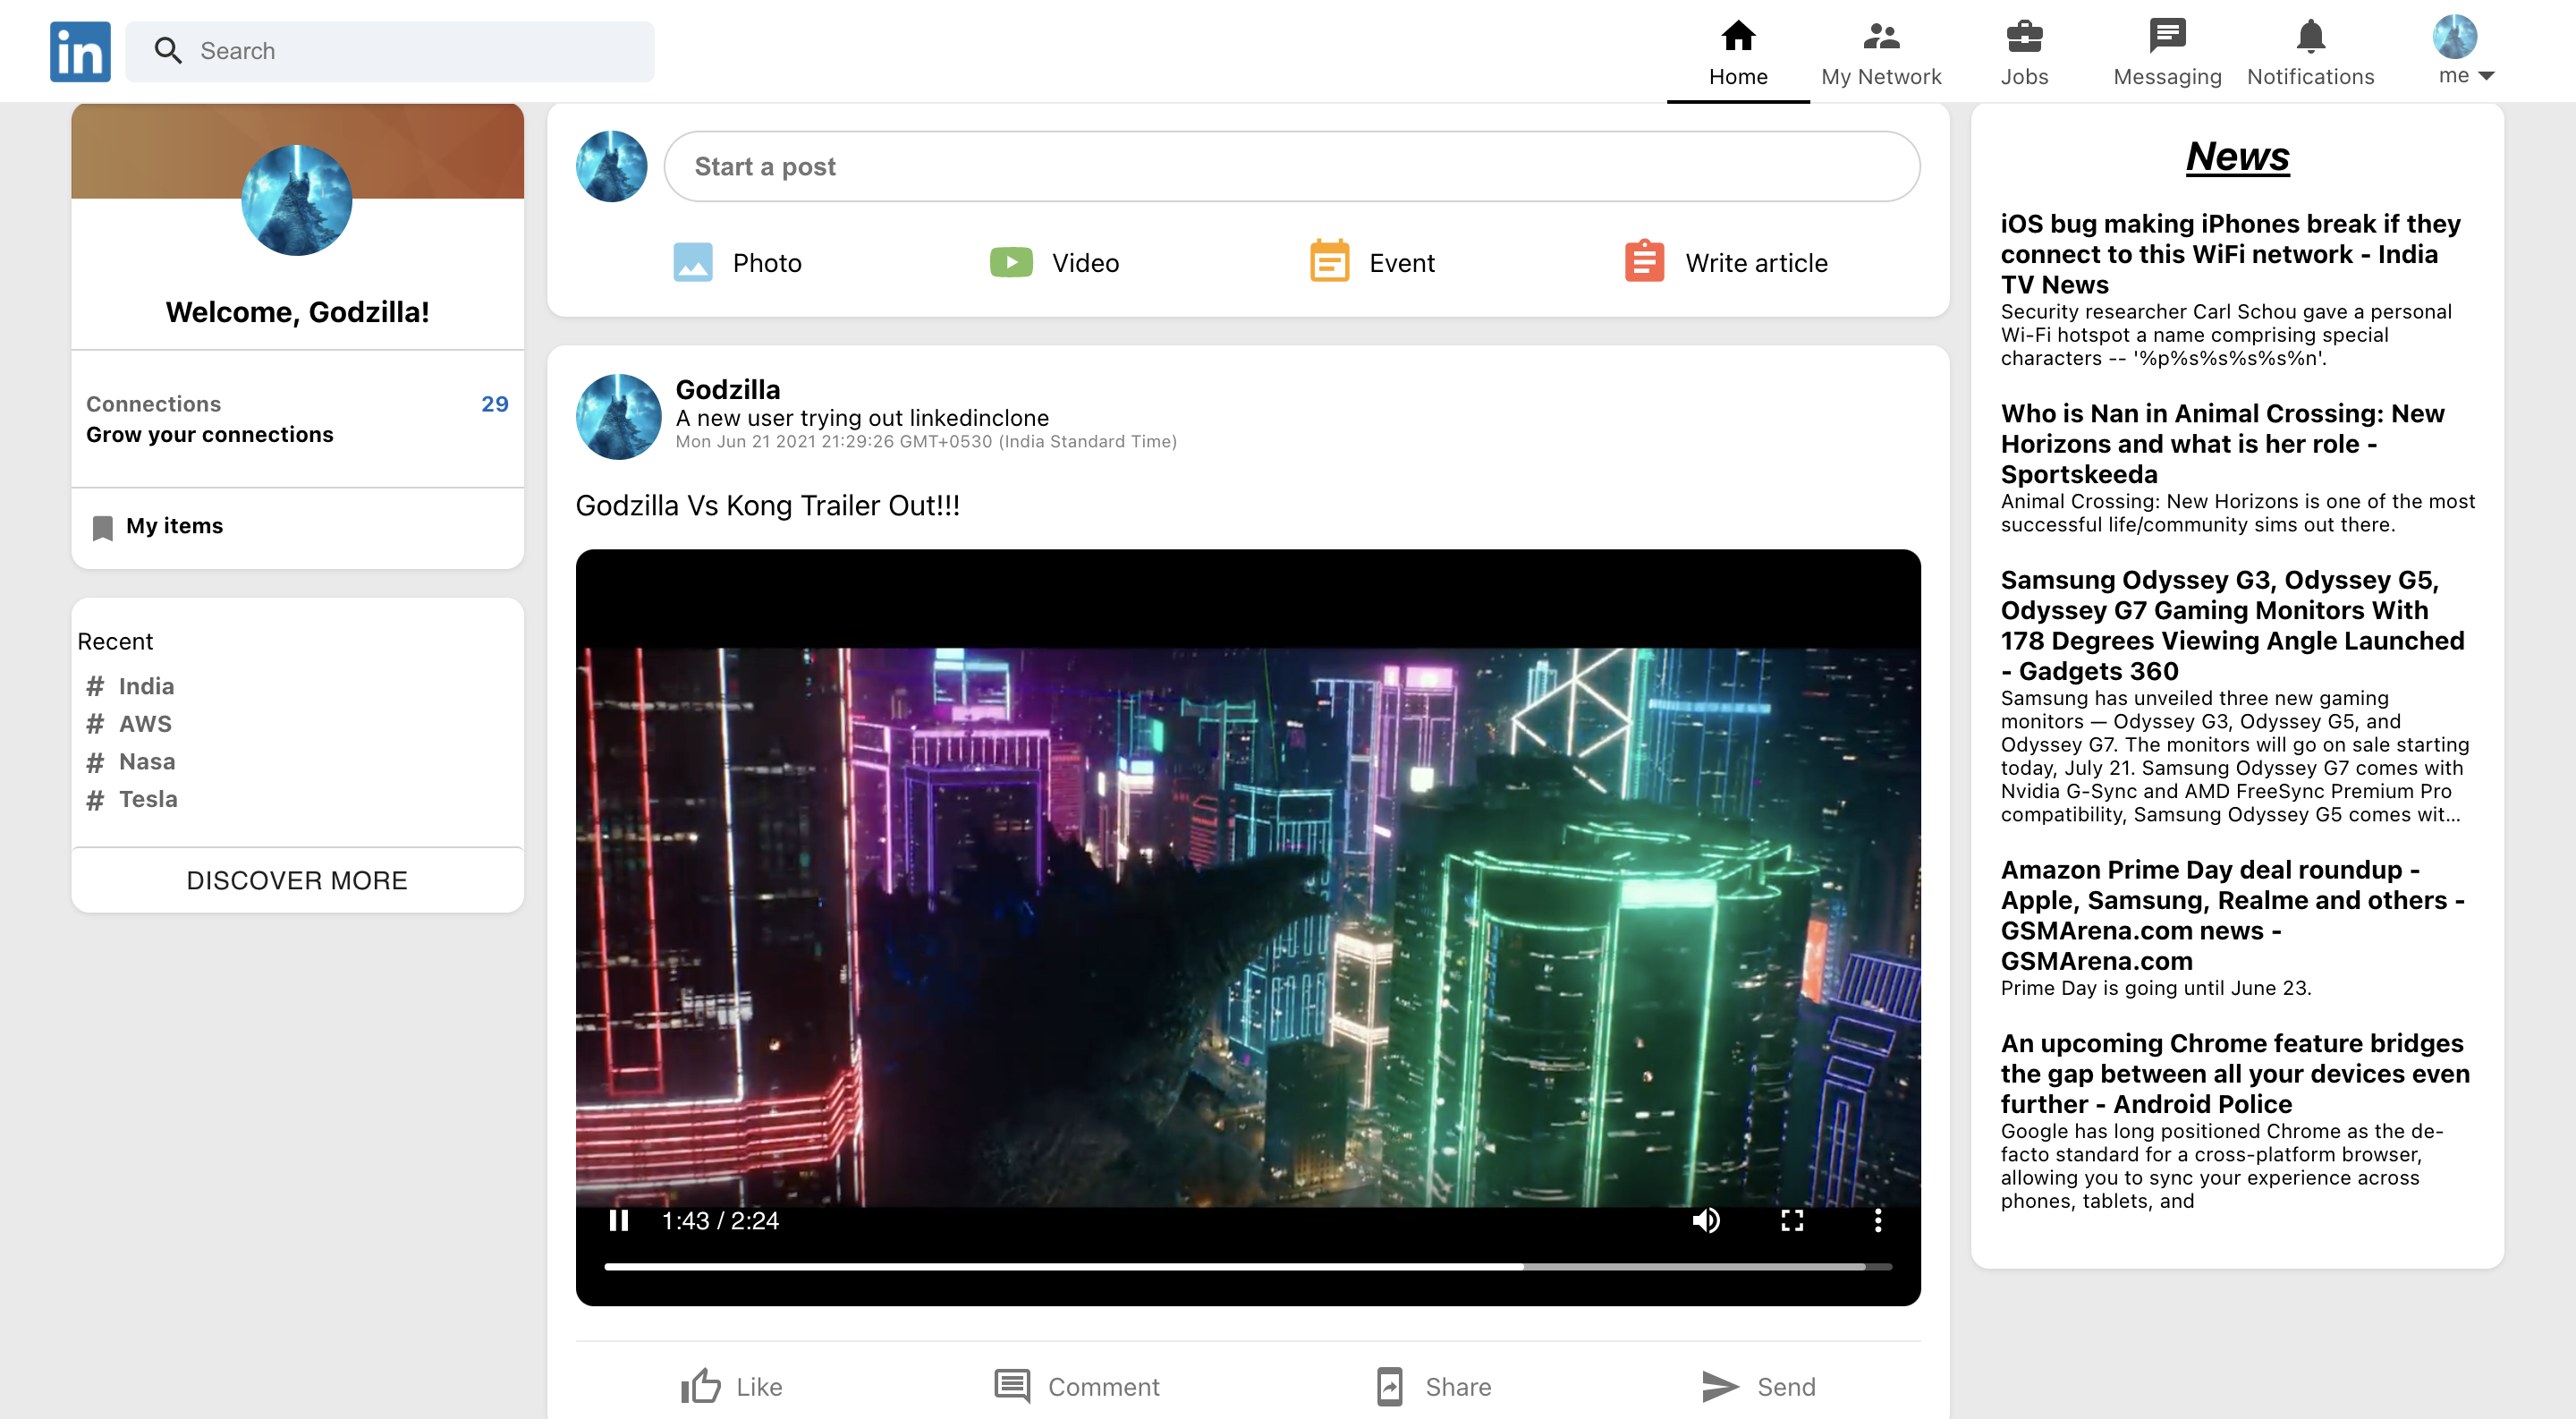 in
Search
Home
My Network
Jobs
Messaging
Notifications
me
Welcome, Godzilla!
Connections 29
Grow your connections
My items
Recent
# India
# AWS
# Nasa
# Tesla
DISCOVER MORE
Start a post
Photo
Video
Event
Write article
Godzilla
A new user trying out linkedinclone
Mon Jun 21 2021 21:29:26 GMT+0530 (India Standard Time)
Godzilla Vs Kong Trailer Out!!!
1:43 / 2:24
Like
Comment
Share
Send
News
iOS bug making iPhones break if they
connect to this WiFi network - India
TV News
Security researcher Carl Schou gave a personal
Wi-Fi hotspot a name comprising special
characters -- '%p%s%s%s%s%n'.
Who is Nan in Animal Crossing: New
Horizons and what is her role -
Sportskeeda
Animal Crossing: New Horizons is one of the most
successful life/community sims out there.
Samsung Odyssey G3, Odyssey G5,
Odyssey G7 Gaming Monitors With
178 Degrees Viewing Angle Launched
- Gadgets 360
Samsung has unveiled three new gaming
monitors — Odyssey G3, Odyssey G5, and
Odyssey G7. The monitors will go on sale starting
today, July 21. Samsung Odyssey G7 comes with
Nvidia G-Sync and AMD FreeSync Premium Pro
compatibility, Samsung Odyssey G5 comes wit...
Amazon Prime Day deal roundup -
Apple, Samsung, Realme and others -
GSMArena.com news -
GSMArena.com
Prime Day is going until June 23.
An upcoming Chrome feature bridges
the gap between all your devices even
further - Android Police
Google has long positioned Chrome as the de-
facto standard for a cross-platform browser,
allowing you to sync your experience across
phones, tablets, and